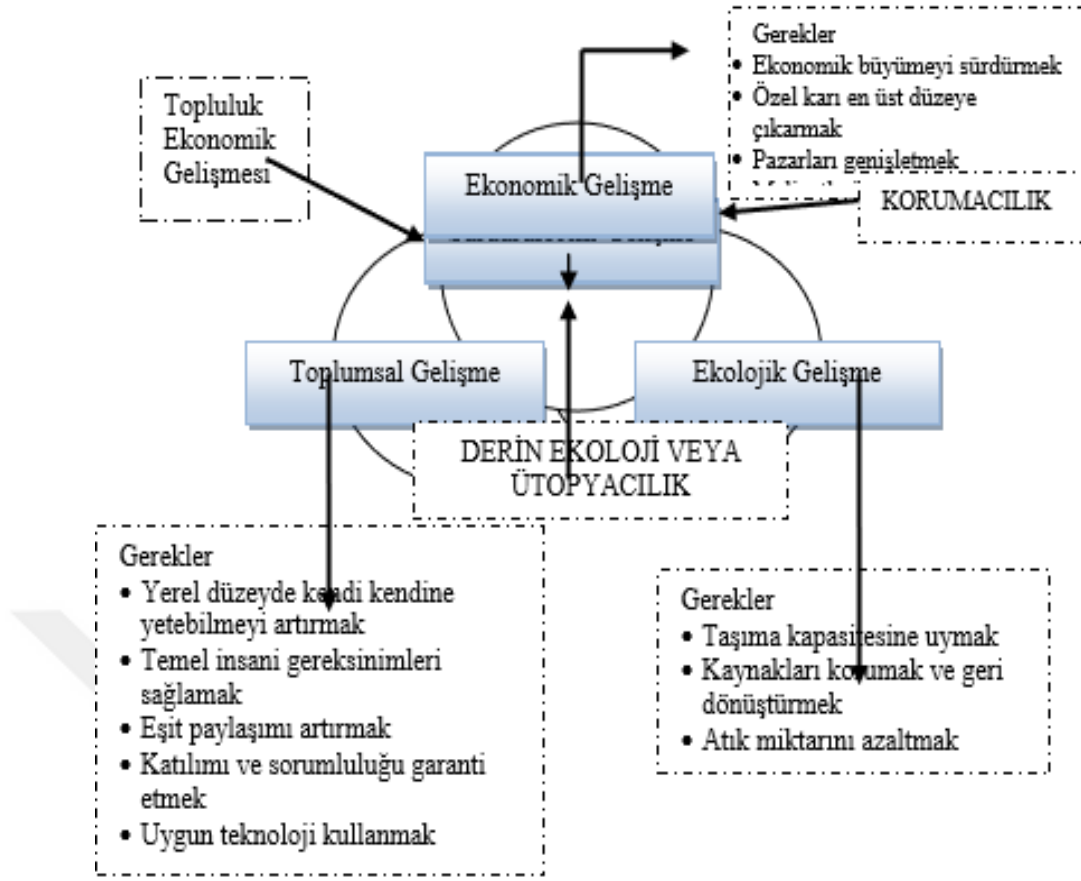 Gerekler
• Ekonomik büyümeyi sürdürmek
• Özel karı en üst düzeye
çıkarmak
• Pazarları genişletmek
Topluluk
Ekonomik
Gelişmesi
Ekonomik Gelişme
KORUMACILIK
Toplumsal Gelişme
Ekolojik Gelişme
DERİN EKOLOJİ VEYA
ÜTOPYACILIK
Gerekler
• Yerel düzeyde kendi kendine
yetebilmeyi artırmak
• Temel insani gereksinimleri
sağlamak
• Eşit paylaşımı artırmak
• Katılımı ve sorumluluğu garanti
etmek
• Uygun teknoloji kullanmak
Gerekler
• Taşıma kapasitesine uymak
• Kaynakları korumak ve geri
dönüştürmek
• Atık miktarını azaltmak